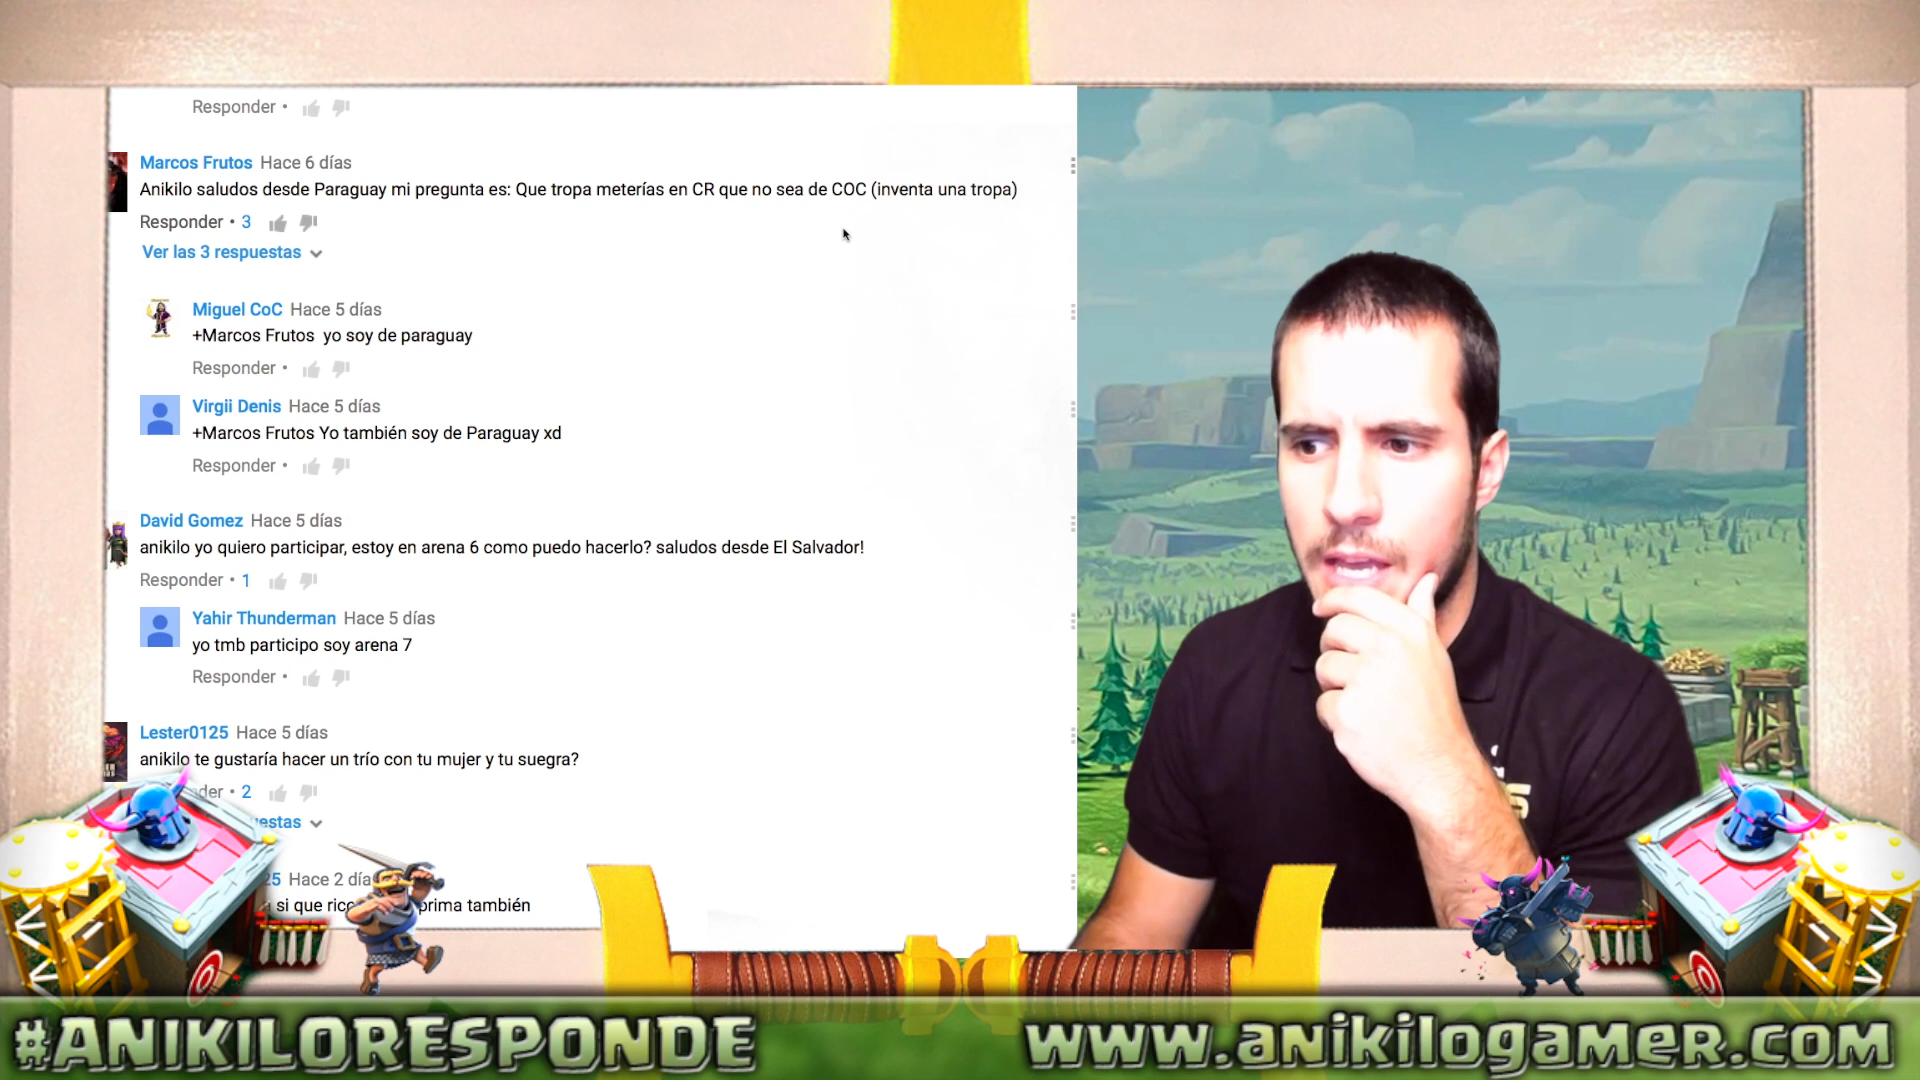 Responder •
Marcos Frutos Hace 6 días
Anikilo saludos desde Paraguay mi pregunta es: Que tropa meterías en CR que no sea de COC (inventa una tropa)
Responder • 3
Ver las 3 respuestas
Miguel CoC Hace 5 días
+Marcos Frutos yo soy de paraguay
Responder •
Virgii Denis Hace 5 días
+Marcos Frutos Yo también soy de Paraguay xd
Responder •
David Gomez Hace 5 días
anikilo yo quiero participar, estoy en arena 6 como puedo hacerlo? saludos desde El Salvador!
Responder • 1
Yahir Thunderman Hace 5 días
yo tmb participo soy arena 7
Responder •
Lester0125 Hace 5 días
anikilo te gustaría hacer un trío con tu mujer y tu suegra?
nder • 2
estas
25 Hace 2 día
si que rico prima también
#ANIKILORESPONDE
www.anikilogamer.com